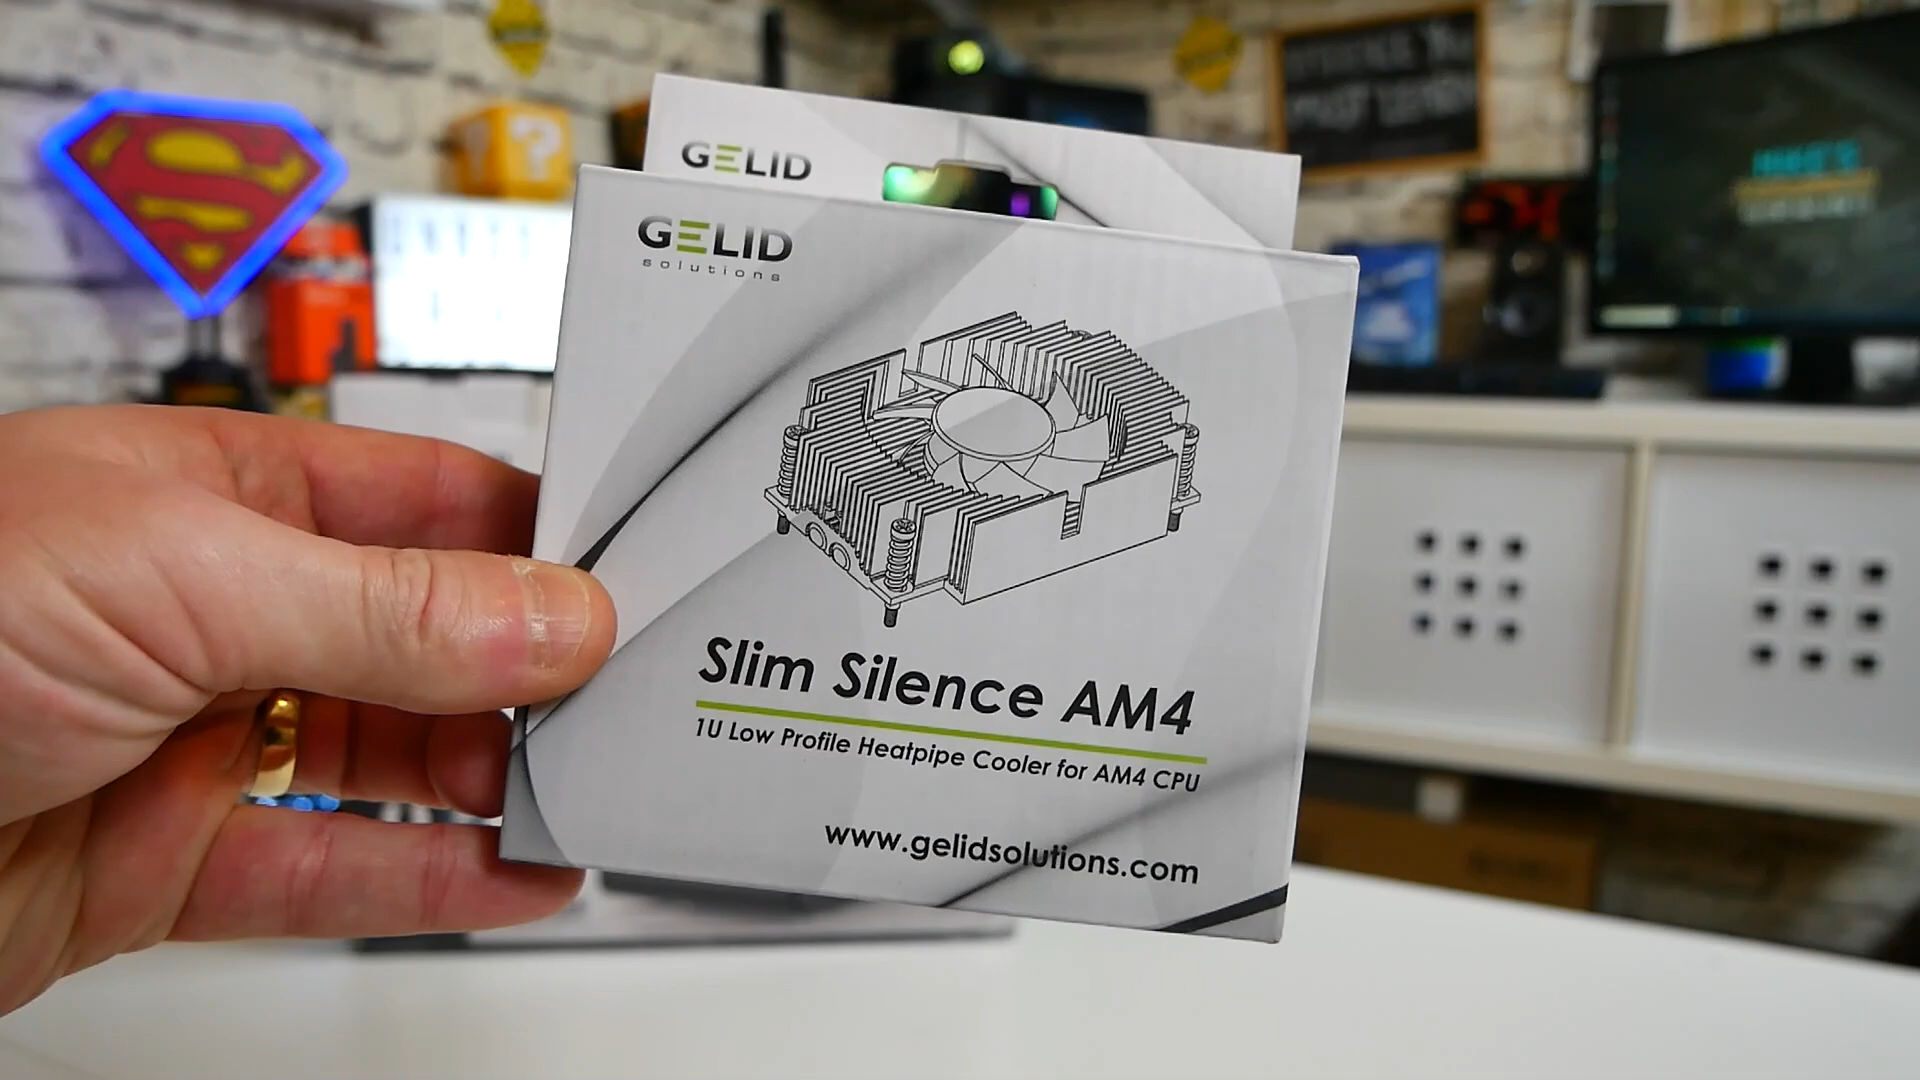 GELID
GELID
solutions
Slim Silence AM4
1U Low Profile Heatpipe Cooler for AM4 CPU
www.gelidsolutions.com